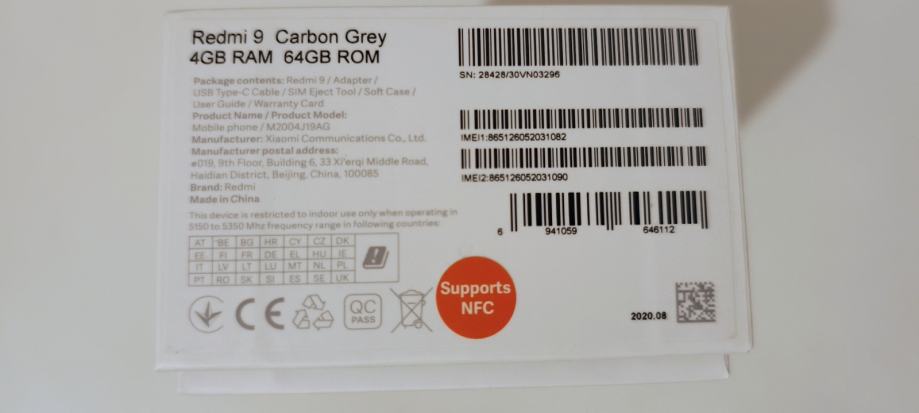 Redmi 9 Carbon Grey
4GB RAM 64GB ROM
Package contents: Redmi 9 / Adapter /
USB Type-C Cable / SIM Eject Tool / Soft Case /
User Guide / Warranty Card
Product Name / Product Model:
Mobile phone / M2004J19AG
Manufacturer: Xiaomi Communications Co., Ltd.
Manufacturer postal address:
#019, 9th Floor, Building 6, 33 Xi'erqi Middle Road,
Haidian District, Beijing, China, 100085
Brand: Redmi
Made in China
This device is restricted to indoor use only when operating in
5150 to 5350 Mhz frequency range in following countries:
AT BE BG HR CY CZ DK
EE FI FR DE EL HU IE
IT LV LT LU MT NL PL
PT RO SK SI ES SE UK
CE
QC
PASS
Supports
NFC
SN: 28428/30VN03296
IMEI1:865126052031082
IMEI2:865126052031090
6 941059 646112
2020.08